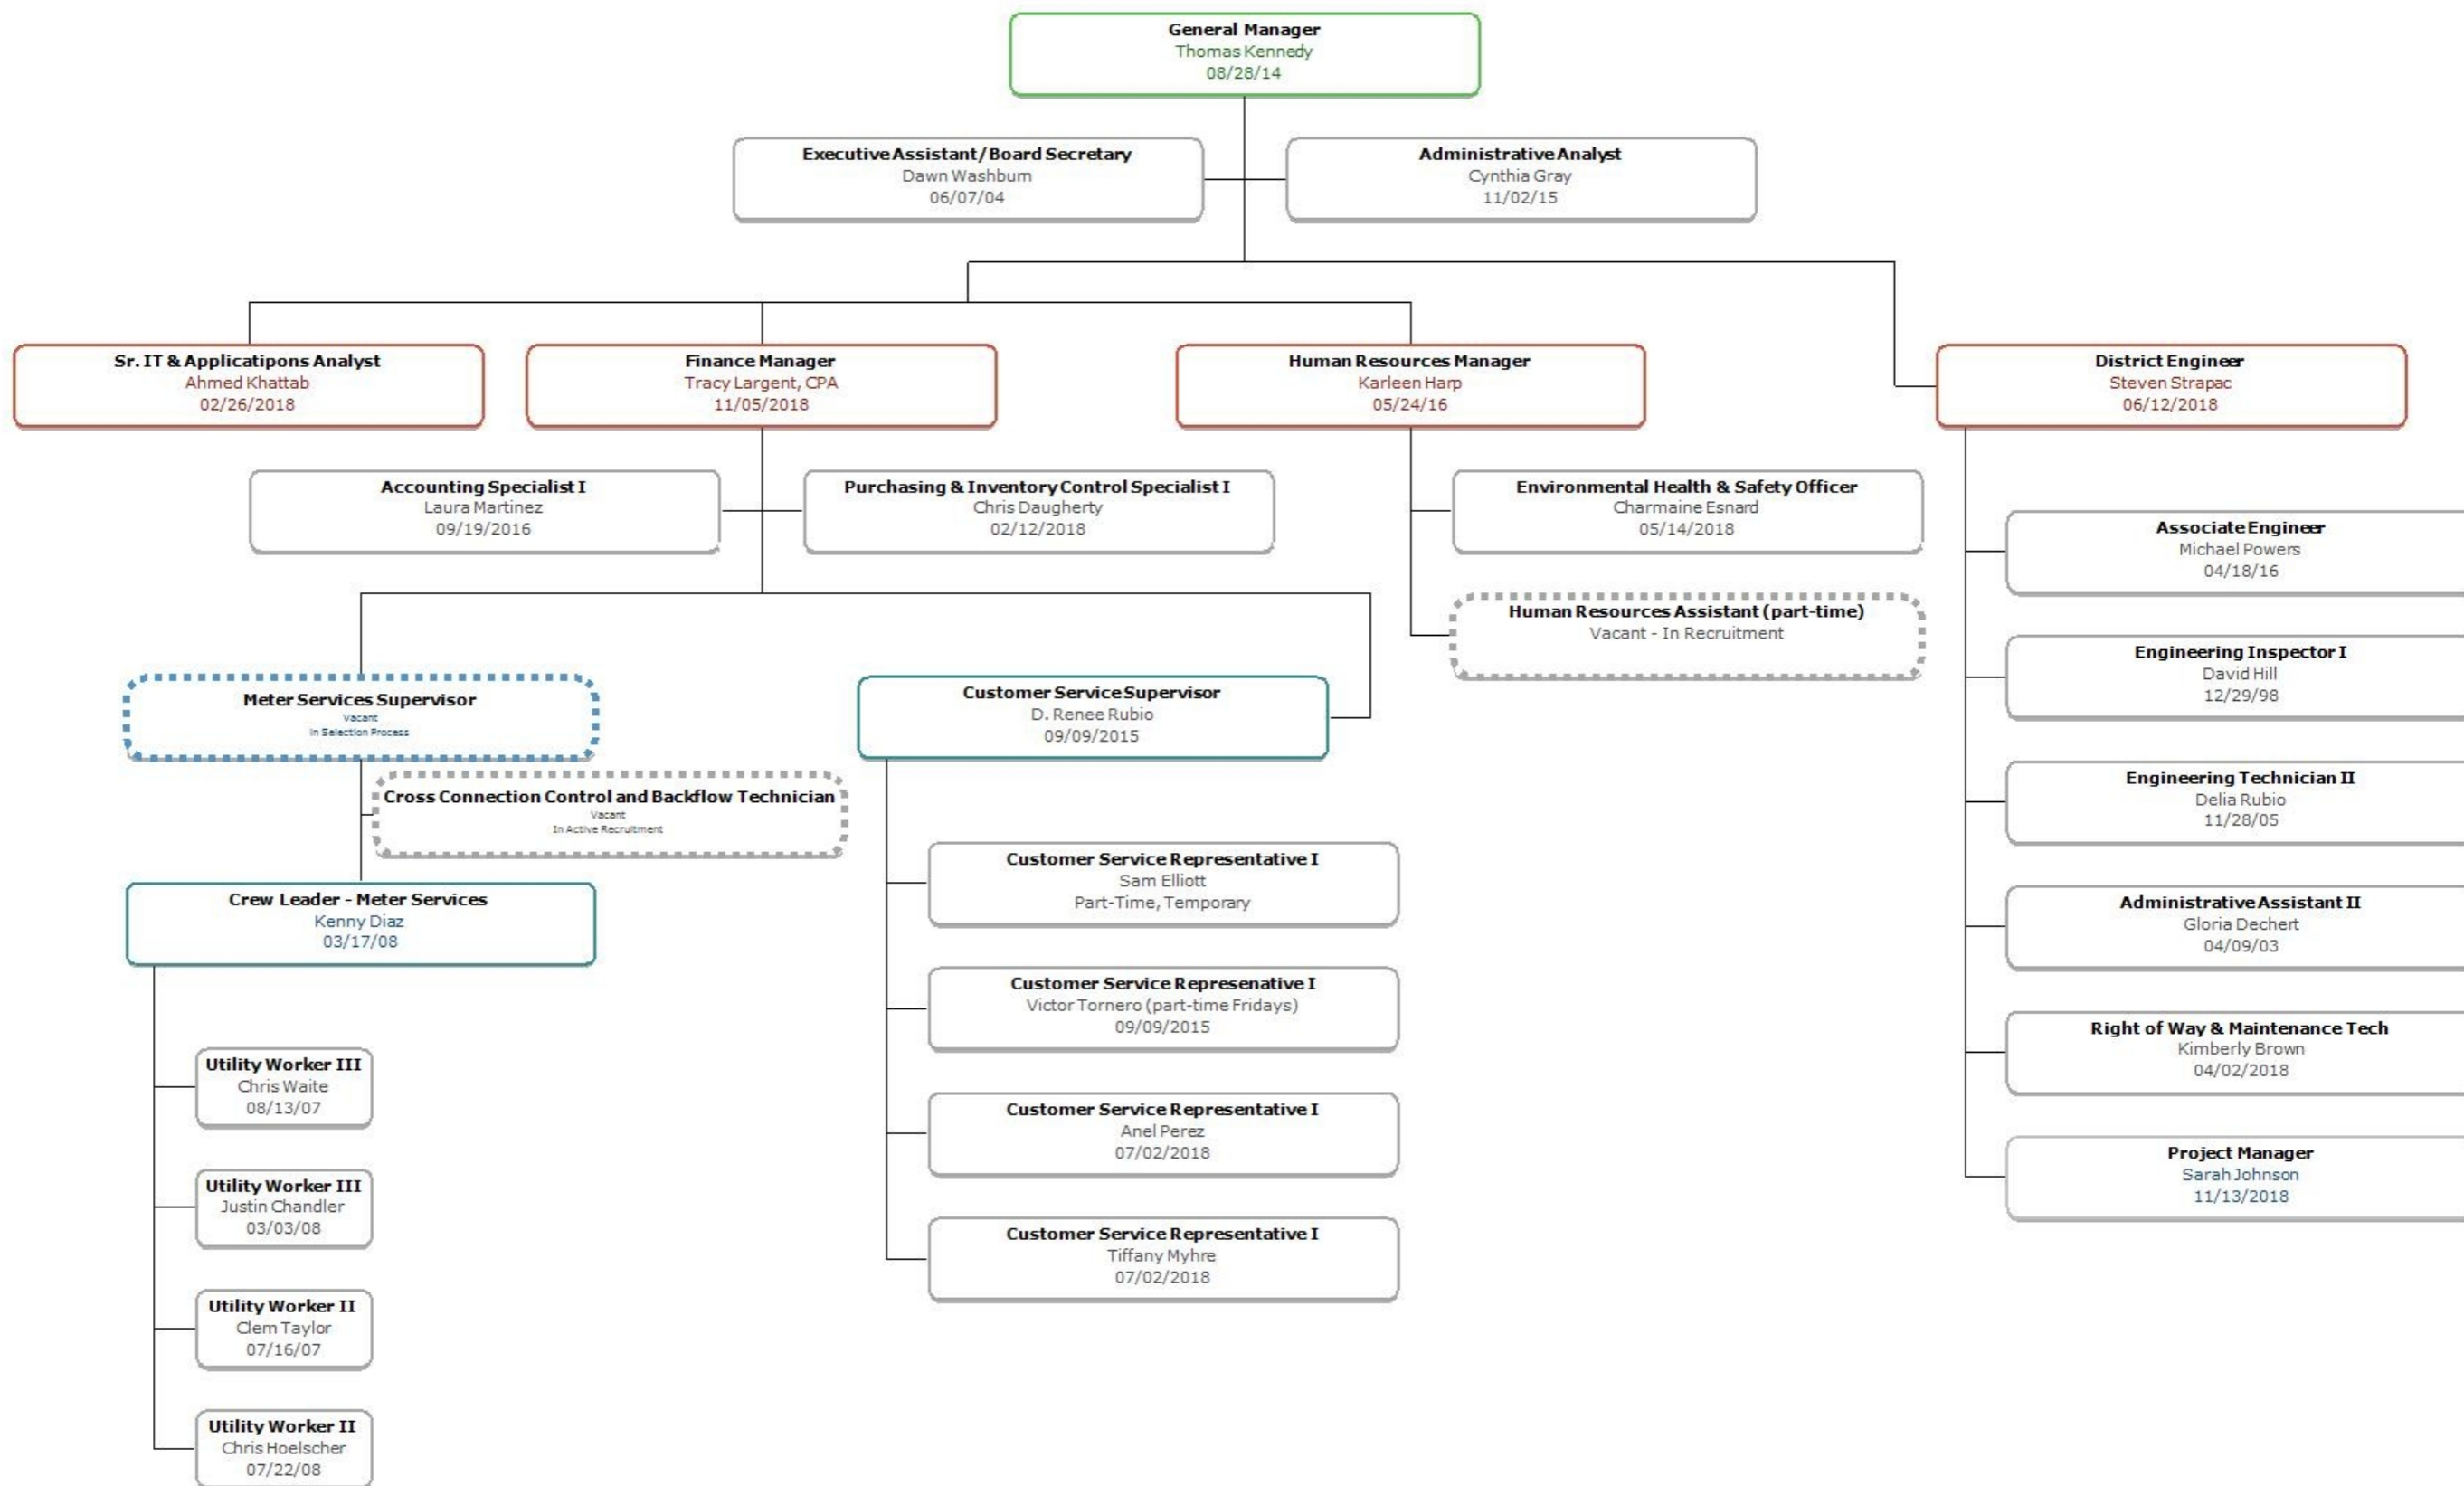 General Manager
Thomas Kennedy
08/28/14
Executive Assistant/Board Secretary
Dawn Washburn
06/07/04
Administrative Analyst
Cynthia Gray
11/02/15
Sr. IT & Applicatipons Analyst
Ahmed Khattab
02/26/2018
Finance Manager
Tracy Largent, CPA
11/05/2018
Human Resources Manager
Karleen Harp
05/24/16
District Engineer
Steven Strapac
06/12/2018
Accounting Specialist I
Laura Martinez
09/19/2016
Purchasing & Inventory Control Specialist I
Chris Daugherty
02/12/2018
Environmental Health & Safety Officer
Charmaine Esnard
05/14/2018
Human Resources Assistant (part-time)
Vacant - In Recruitment
Meter Services Supervisor
Vacant
In Selection Process
Cross Connection Control and Backflow Technician
Vacant
In Active Recruitment
Crew Leader - Meter Services
Kenny Diaz
03/17/08
Utility Worker III
Chris Waite
08/13/07
Utility Worker III
Justin Chandler
03/03/08
Utility Worker II
Clem Taylor
07/16/07
Utility Worker II
Chris Hoelscher
07/22/08
Customer Service Supervisor
D. Renee Rubio
09/09/2015
Customer Service Representative I
Sam Elliott
Part-Time, Temporary
Customer Service Represenative I
Victor Tornero (part-time Fridays)
09/09/2015
Customer Service Representative I
Anel Perez
07/02/2018
Customer Service Representative I
Tiffany Myhre
07/02/2018
Associate Engineer
Michael Powers
04/18/16
Engineering Inspector I
David Hill
12/29/98
Engineering Technician II
Delia Rubio
11/28/05
Administrative Assistant II
Gloria Dechert
04/09/03
Right of Way & Maintenance Tech
Kimberly Brown
04/02/2018
Project Manager
Sarah Johnson
11/13/2018